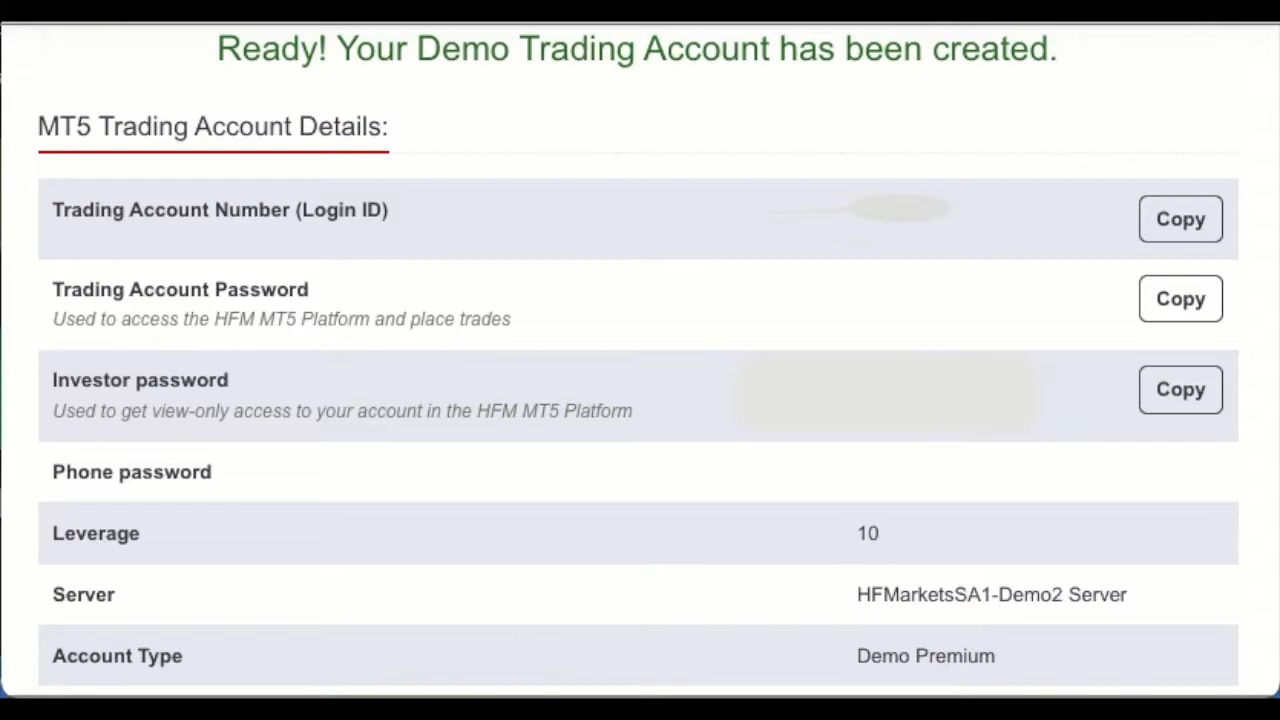 Ready! Your Demo Trading Account has been created.
MT5 Trading Account Details:
Trading Account Number (Login ID)
Copy
Trading Account Password
Copy
Used to access the HFM MT5 Platform and place trades
Investor password
Copy
Used to get view-only access to your account in the HFM MT5 Platform
Phone password
Leverage 10
Server HFMarketsSA1-Demo2 Server
Account Type Demo Premium